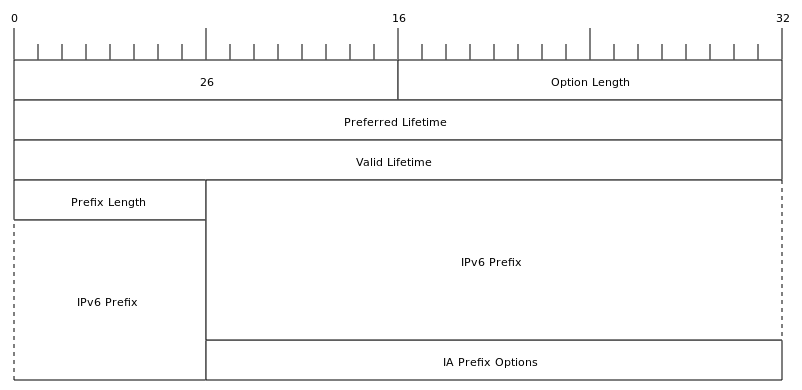 0 16 32
26 Option Length
Preferred Lifetime
Valid Lifetime
Prefix Length
IPv6 Prefix
IPv6 Prefix
IA Prefix Options